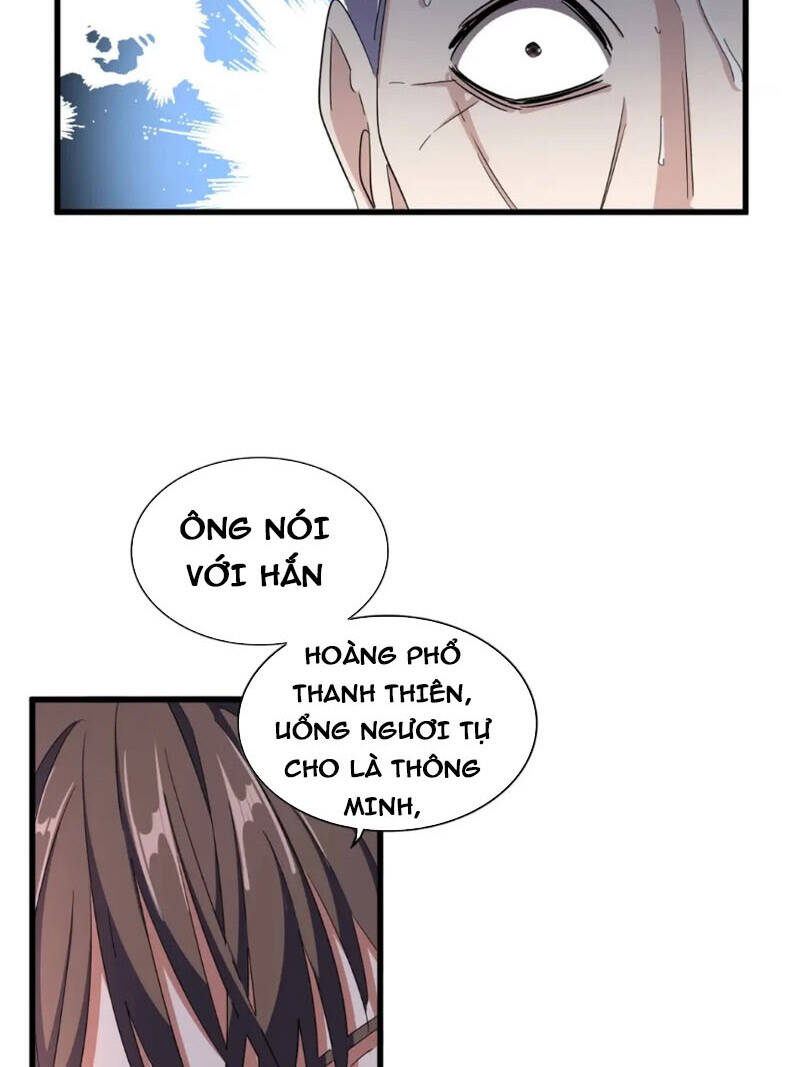 ÔNG NÓI
VỚI HẮN
HOÀNG PHỔ
THANH THIÊN,
UỔNG NGƯƠI TỰ
CHO LÀ THÔNG
MINH,